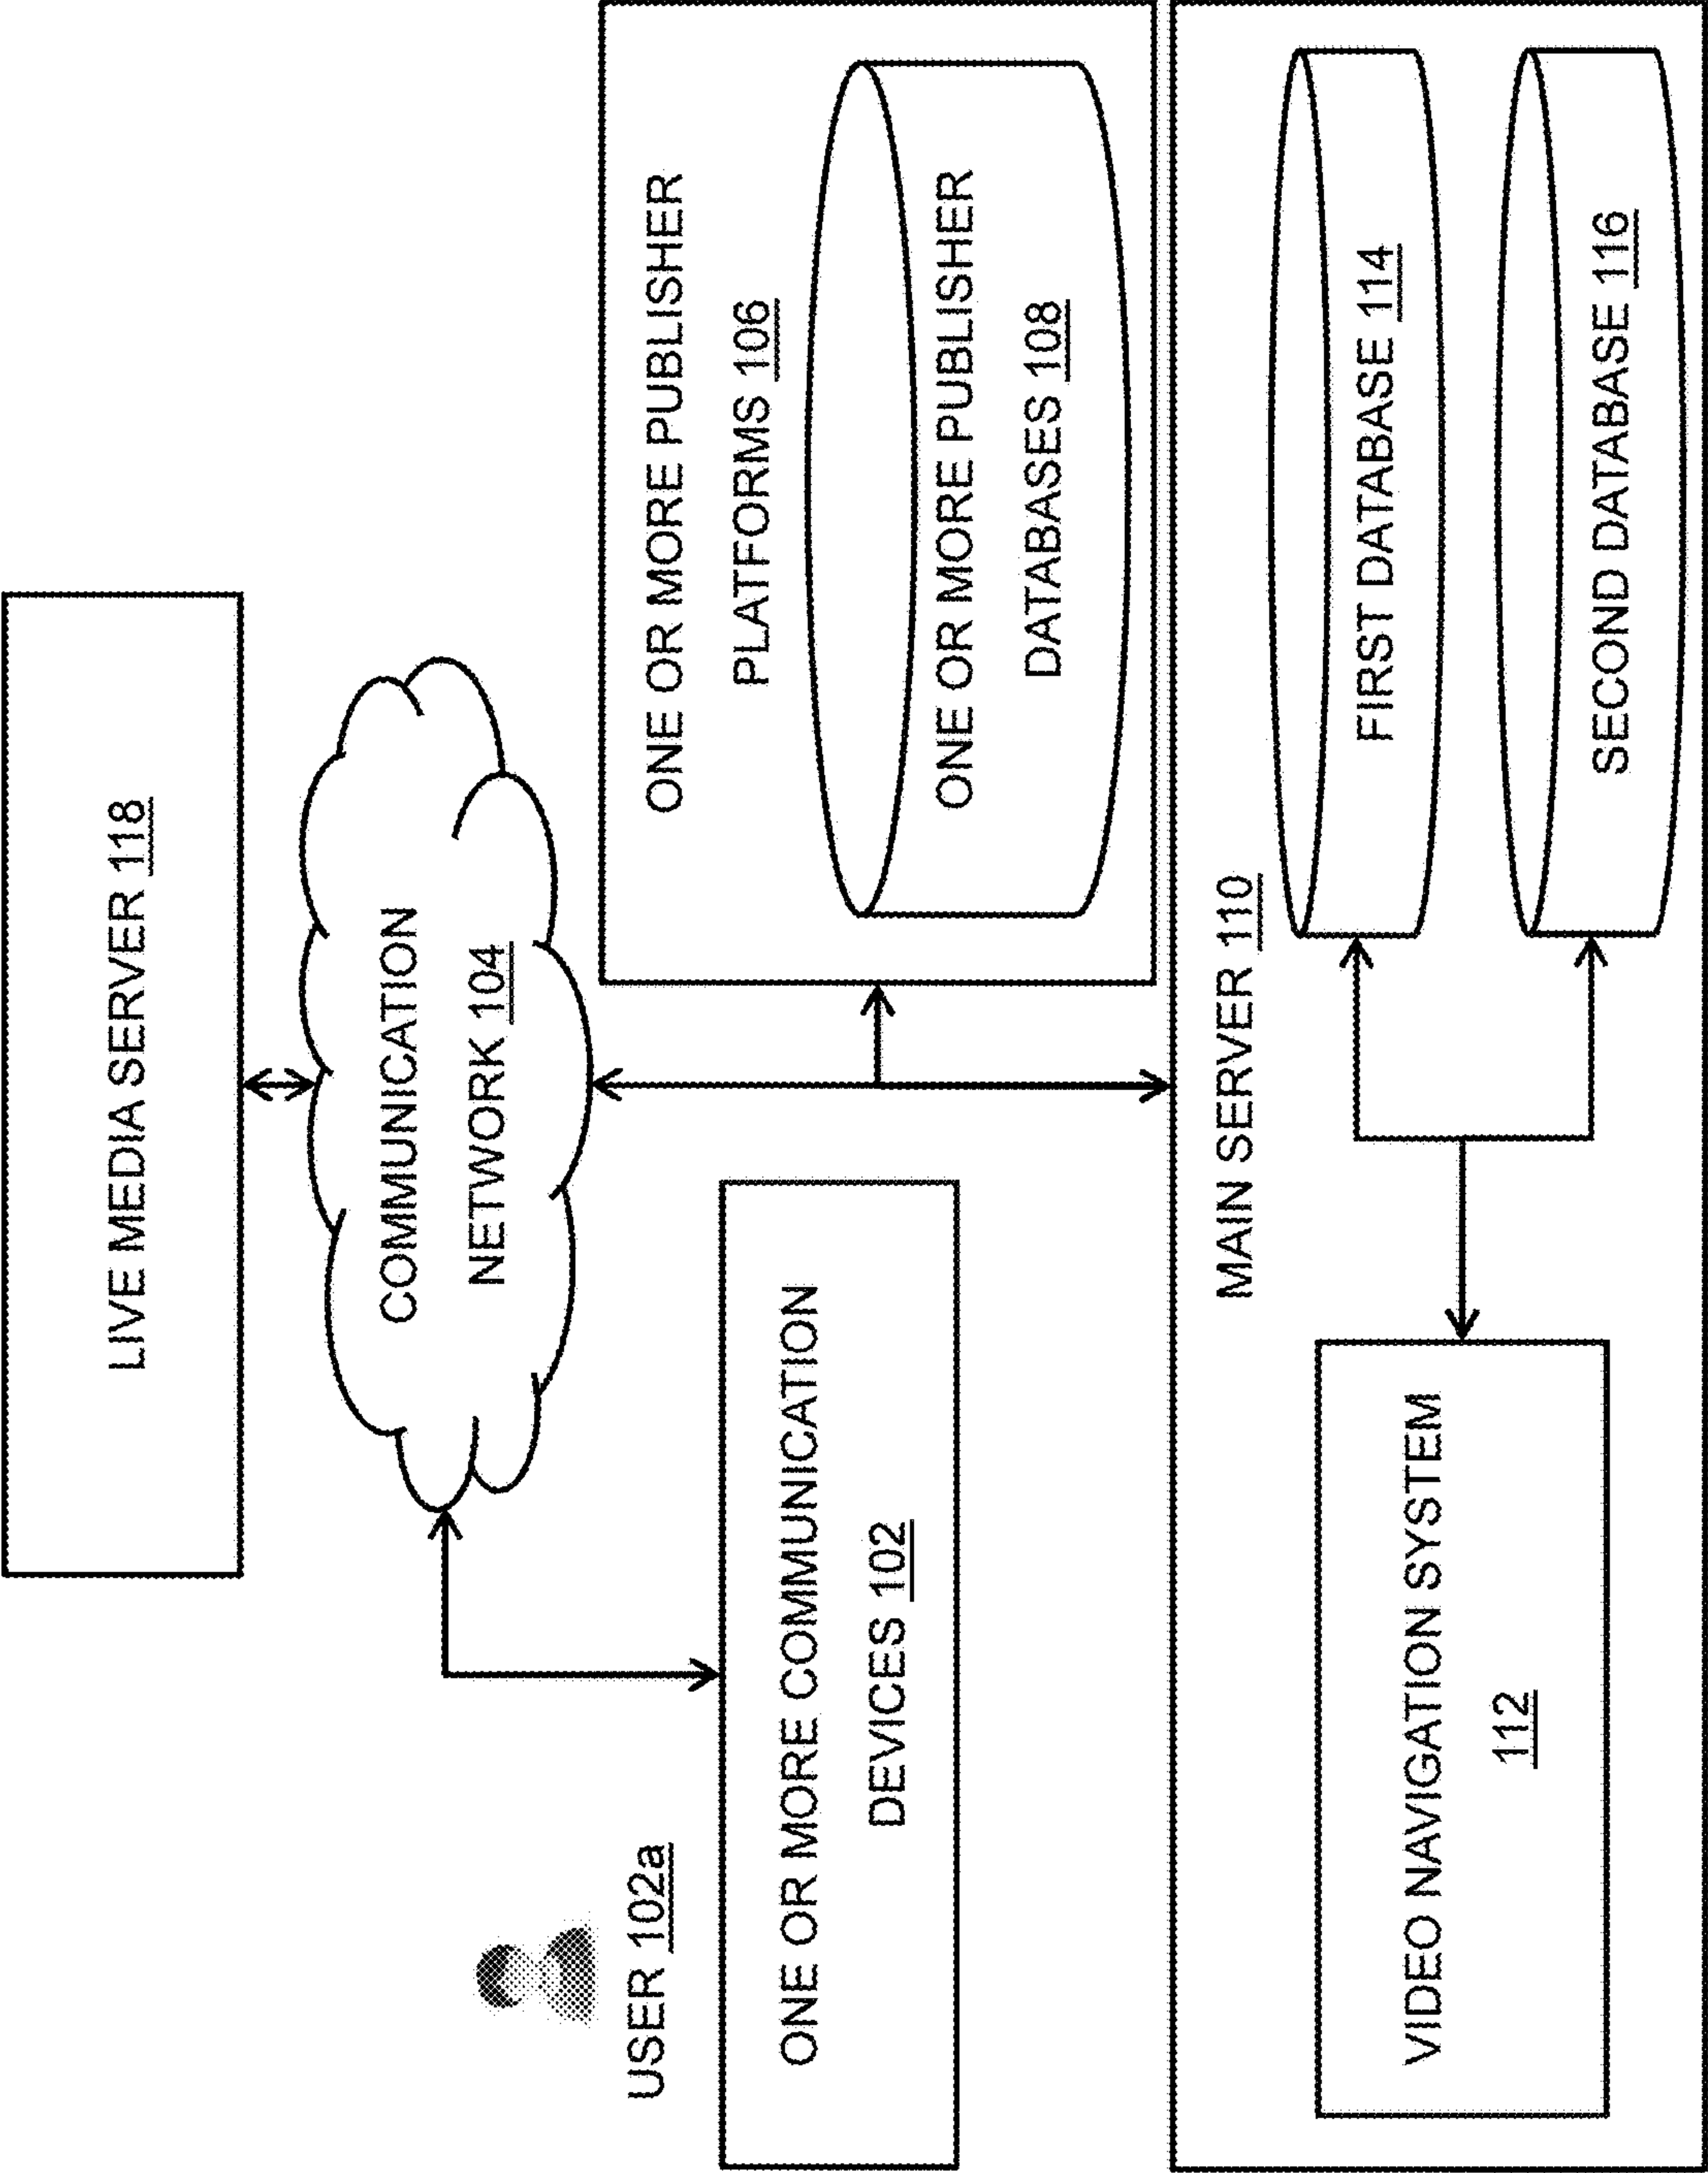 LIVE MEDIA SERVER 118
COMMUNICATION
NETWORK 104
USER 102a
ONE OR MORE COMMUNICATION
DEVICES 102
ONE OR MORE PUBLISHER
PLATFORMS 106
ONE OR MORE PUBLISHER
DATABASES 108
MAIN SERVER 110
VIDEO NAVIGATION SYSTEM
112
FIRST DATABASE 114
SECOND DATABASE 116